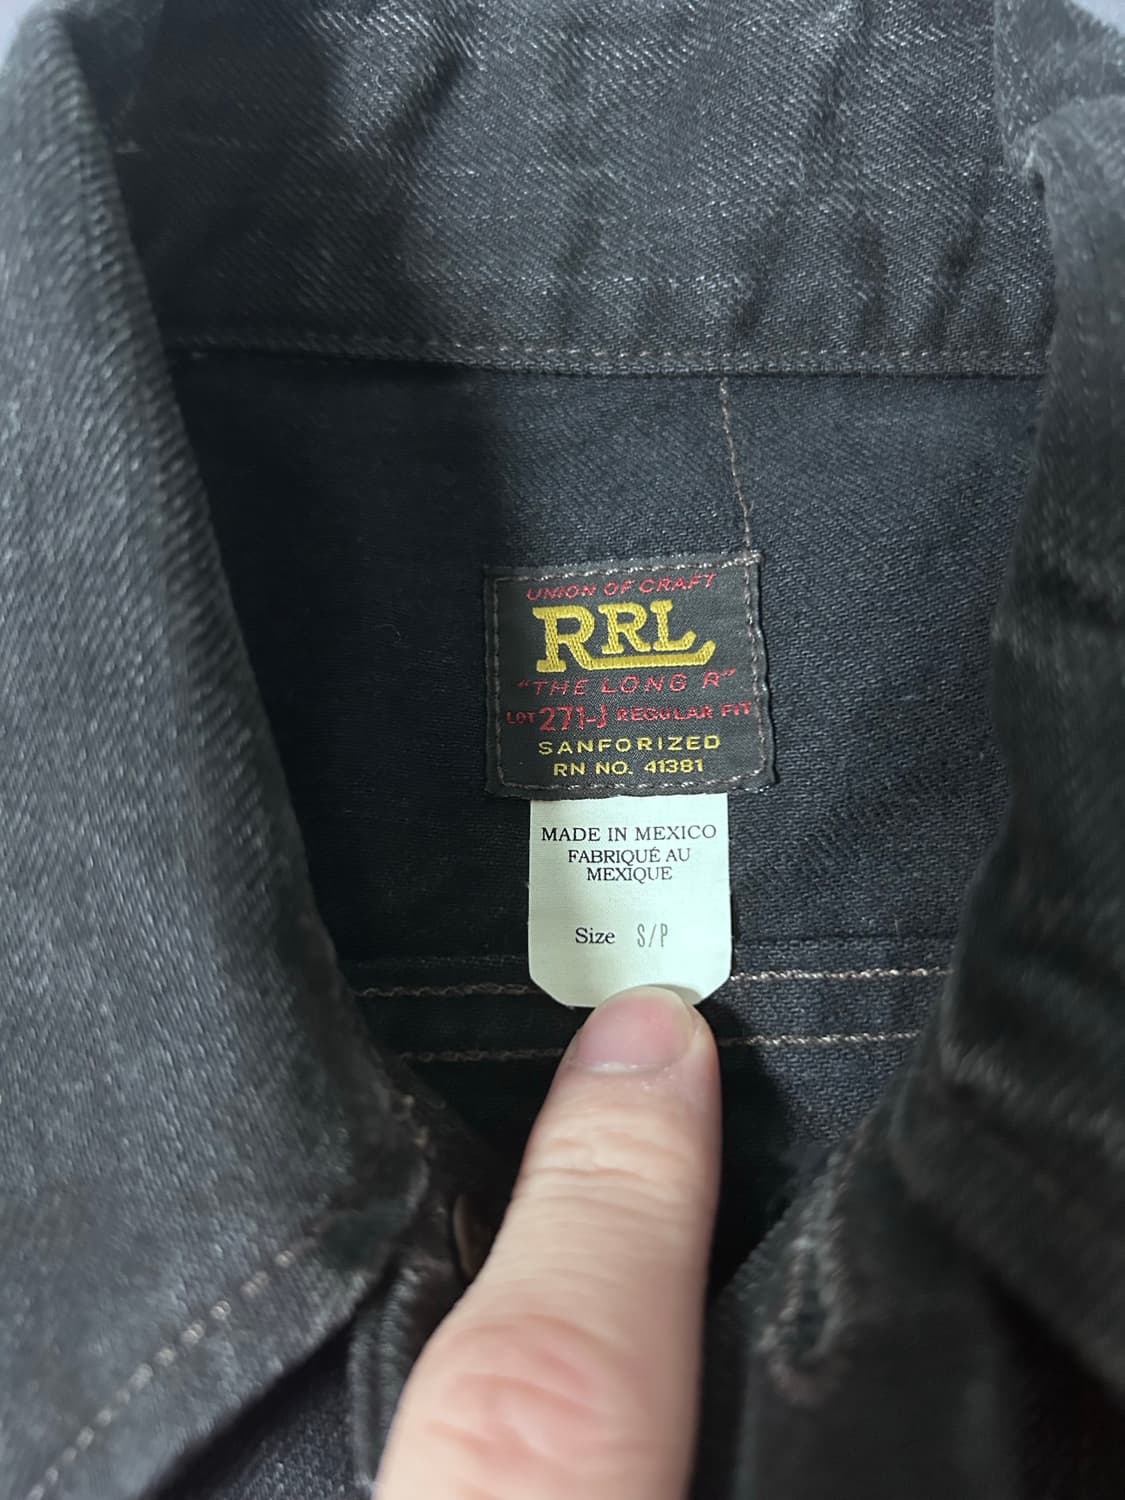 UNION OF CRAFT
RRL
"THE LONG R"
LOT 271-J REGULAR FIT
SANFORIZED
RN NO. 41381
MADE IN MEXICO
FABRIQUÉ AU
MEXIQUE
Size S/P